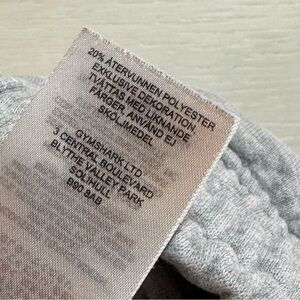 20% ÅTERVUNNEN POLYESTER
EXKLUSIVE DEKORATION.
TVÄTTAS MED LIKNANDE
FÄRGER. ANVÄND EJ
SKÖLJMEDEL
GYMSHARK LTD
3 CENTRAL BOULEVARD
BLYTHE VALLEY PARK
SOLIHULL
B90 8AB